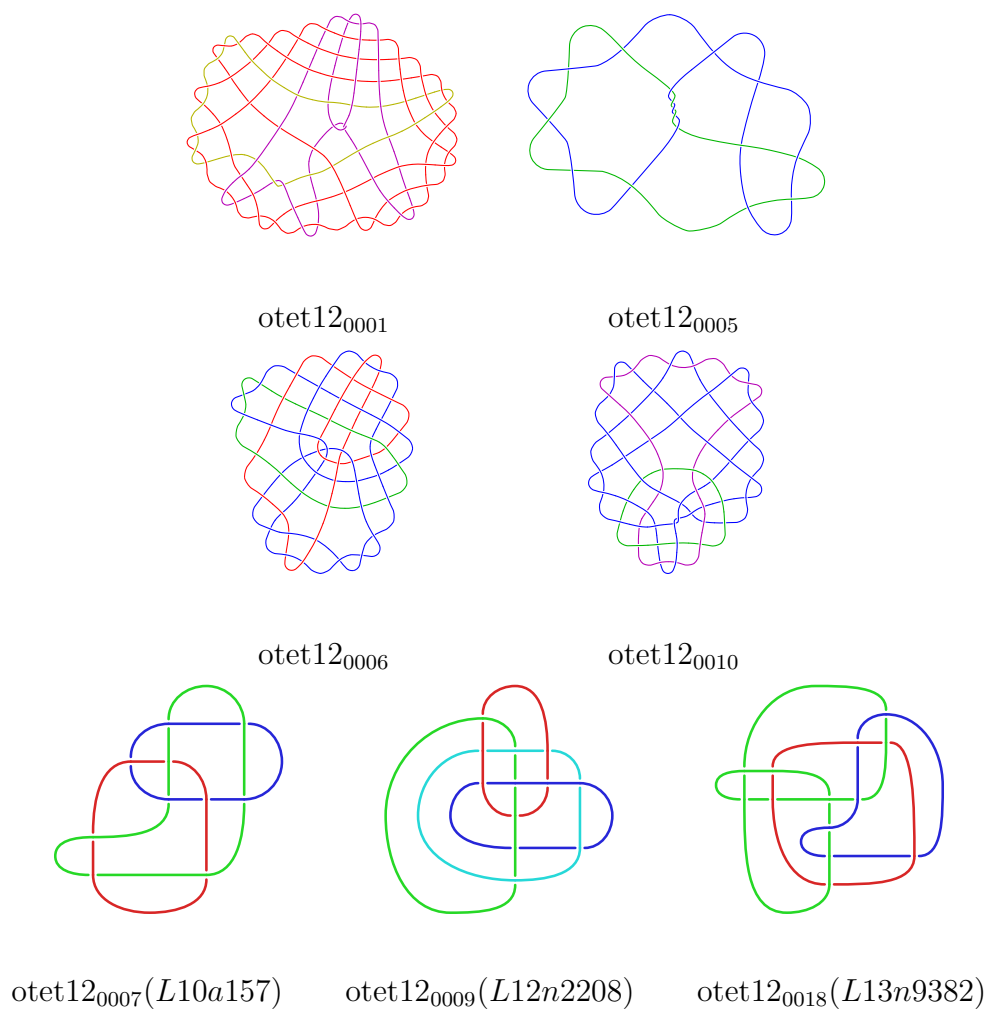 otet12₀₀₀₁ otet12₀₀₀₅
otet12₀₀₀₆ otet12₀₀₁₀
otet12₀₀₀₇(L10a157) otet12₀₀₀₉(L12n2208) otet12₀₀₁₈(L13n9382)